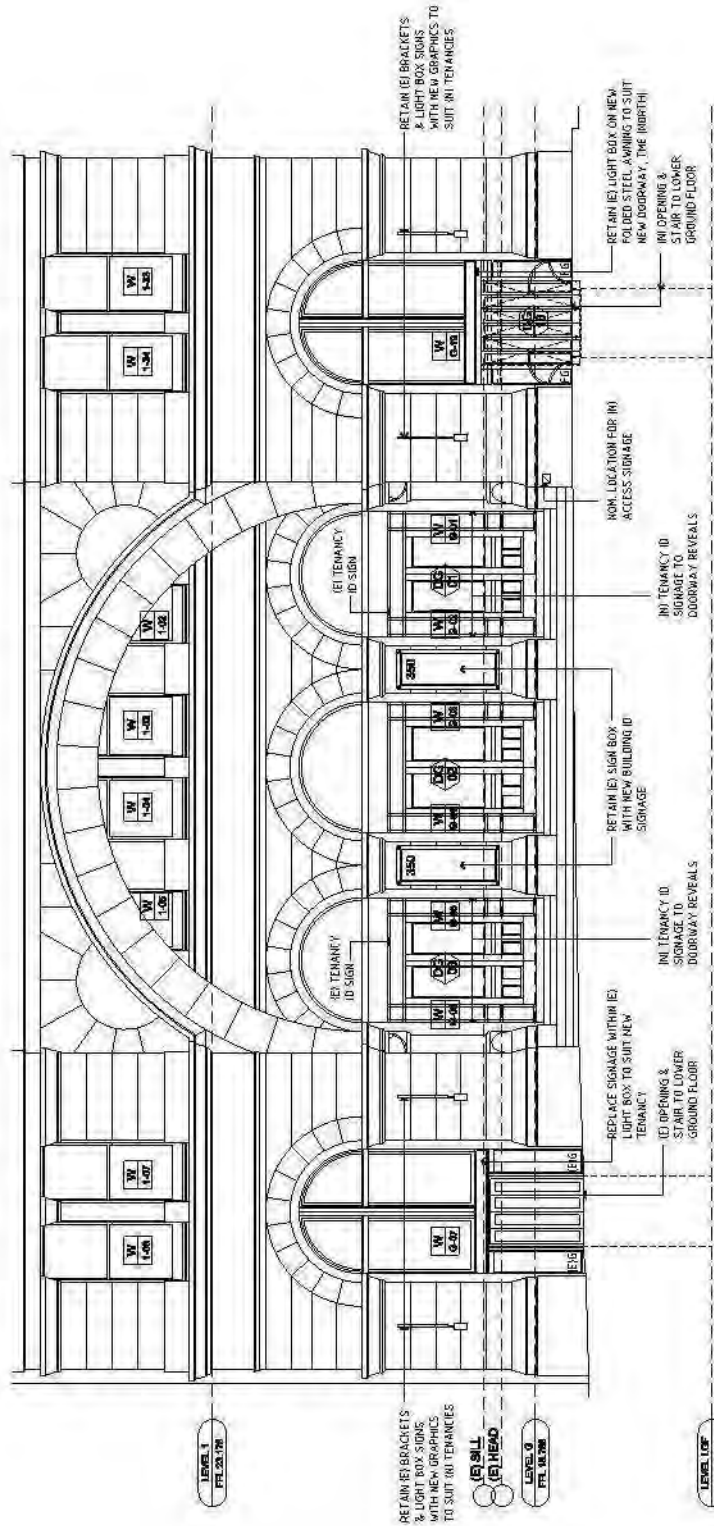 W
1-07
W
1-05
W
1-04
W
1-03
W
1-02
W
1-34
W
1-33
LEVEL 1
RETAIN (E) BRACKETS
& LIGHT BOX SIGNS
WITH NEW GRAPHICS
TO SUIT (N) TENANCIES
RETAIN (E) BRACKETS
& LIGHT BOX SIGNS
WITH NEW GRAPHICS TO
SUIT (N) TENANCIES
(E) TENANCY
ID SIGN
(E) TENANCY
ID SIGN
350
350
W
G-07
W
DG
03
W
W
DG
02
W
W
G-02
DG
01
W
G-01
W
DG
(E) SILL
(E) HEAD
LEVEL G
(E)G
(E)G
REPLACE SIGNAGE WITHIN (E)
LIGHT BOX TO SUIT NEW
TENANCY
(E) OPENING &
STAIR TO LOWER
GROUND FLOOR
(N) TENANCY ID
SIGNAGE TO
DOORWAY REVEALS
RETAIN (E) SIGN BOX
WITH NEW BUILDING ID
SIGNAGE
(N) TENANCY ID
SIGNAGE TO
DOORWAY REVEALS
NOM. LOCATION FOR (N)
ACCESS SIGNAGE
RETAIN (E) LIGHT BOX ON NEW
FOLDED STEEL AWNING TO SUIT
NEW DOORWAY, TME (NORTH)
(N) OPENING &
STAIR TO LOWER
GROUND FLOOR
LEVEL LGF